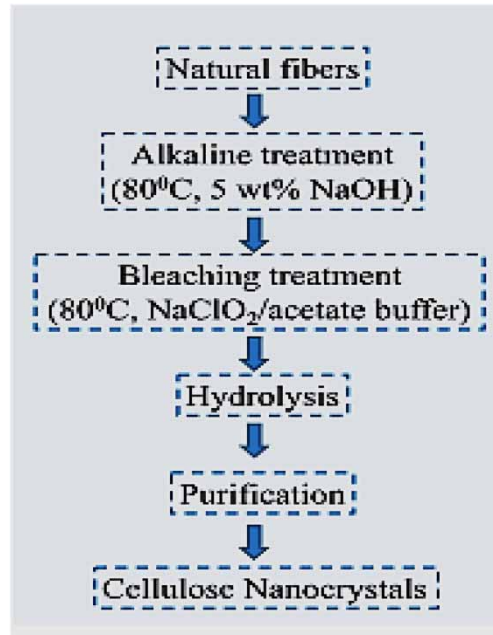 Natural fibers
Alkaline treatment
(80⁰C, 5 wt% NaOH)
Bleaching treatment
(80⁰C, NaClO₂/acetate buffer)
Hydrolysis
Purification
Cellulose Nanocrystals